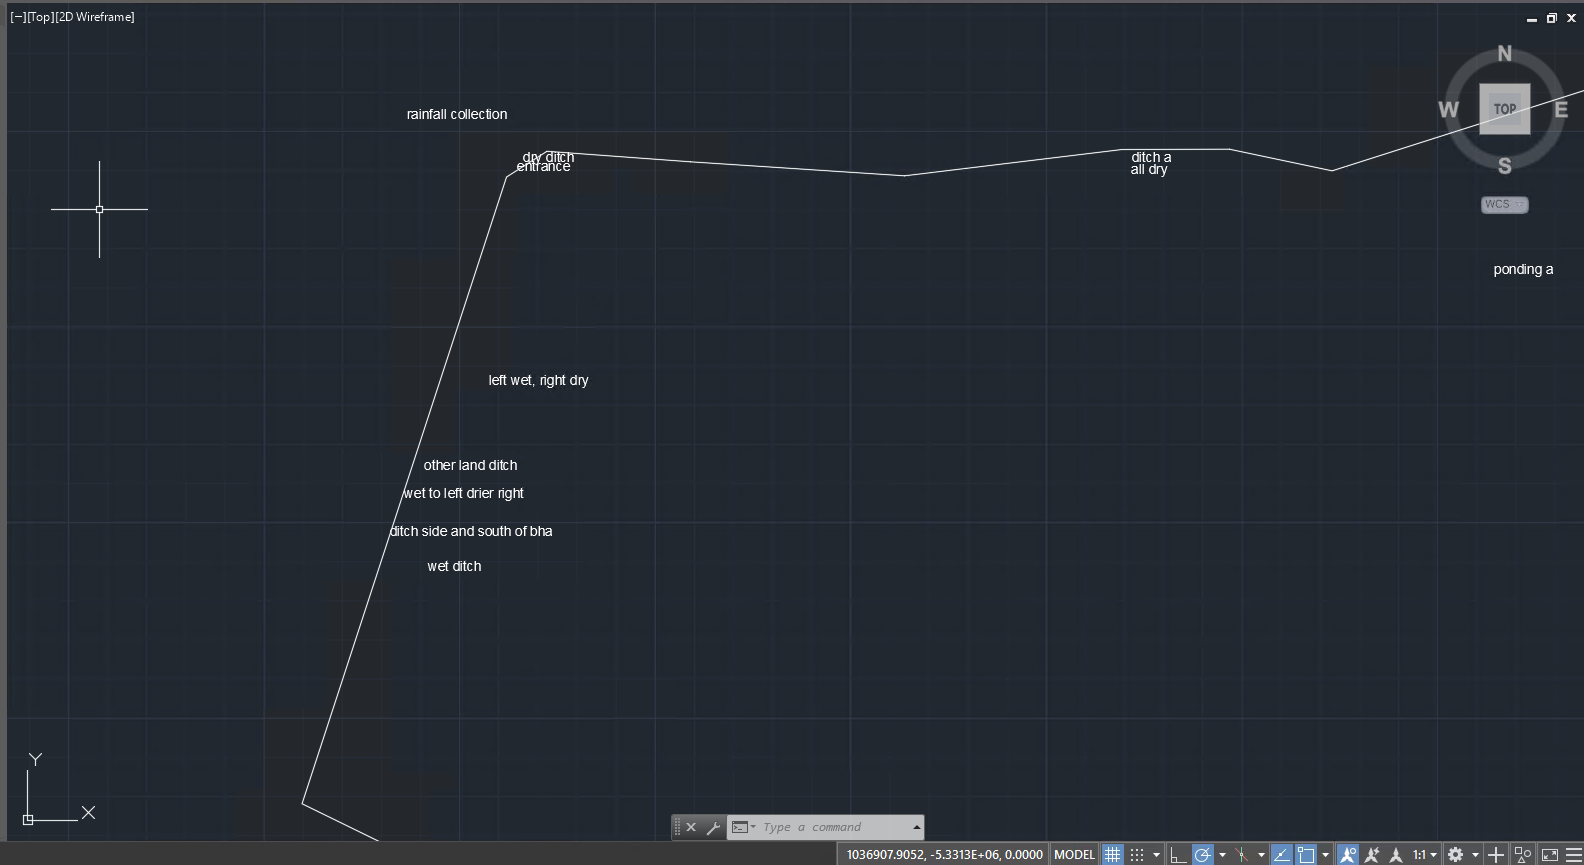 [−][Top][2D Wireframe]
N
W
TOP
E
S
WCS
rainfall collection
dry ditch
entrance
ditch a
all dry
ponding a
left wet, right dry
other land ditch
wet to left drier right
ditch side and south of bha
wet ditch
Y
X
Type a command
1036907.9052, -5.3313E+06, 0.0000 MODEL
1:1